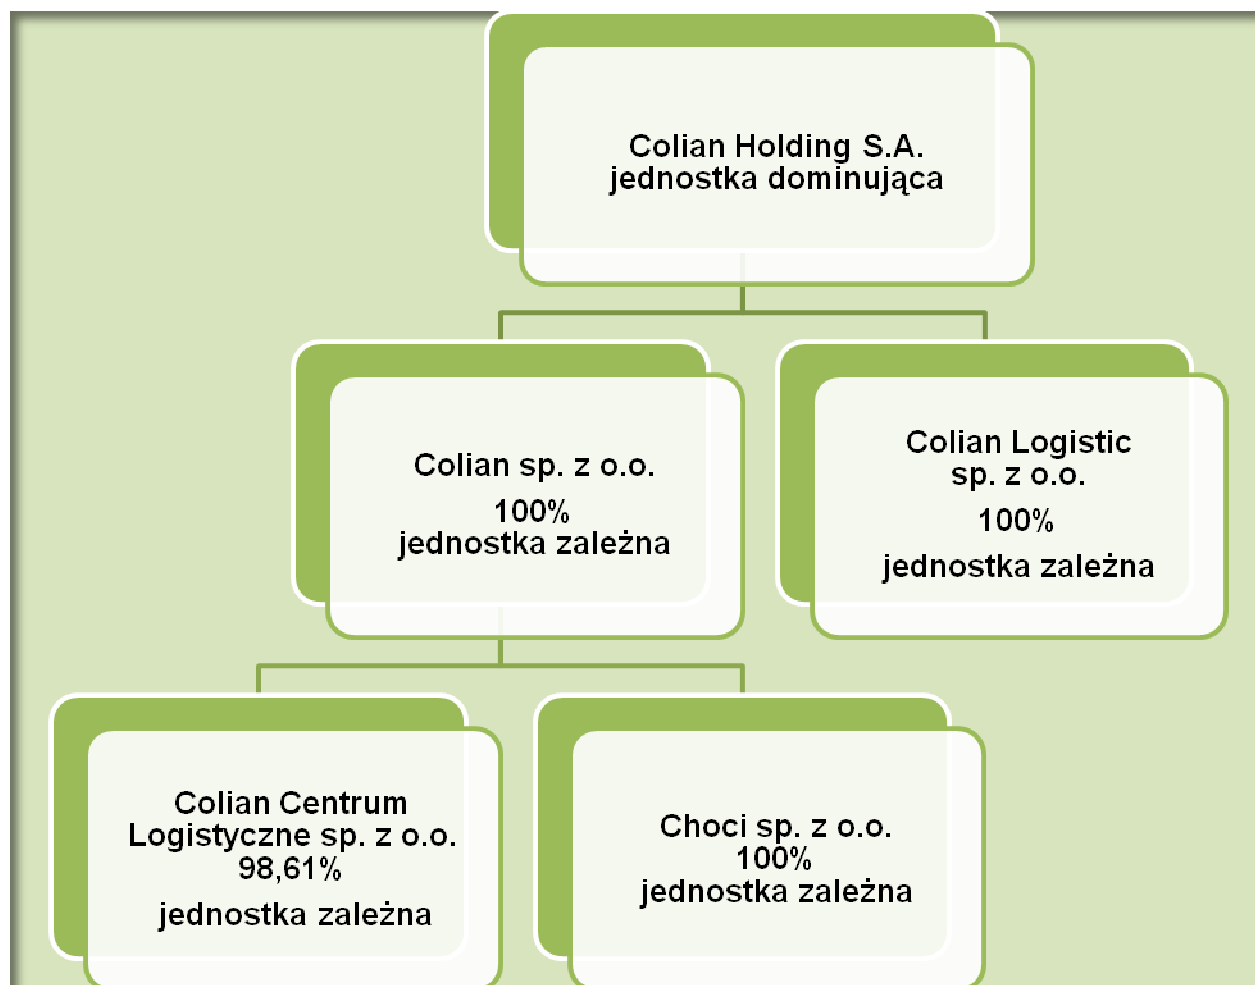 Colian Holding S.A.
jednostka dominująca
Colian sp. z o.o.
100%
jednostka zależna
Colian Logistic
sp. z o.o.
100%
jednostka zależna
Colian Centrum
Logistyczne sp. z o.o.
98,61%
jednostka zależna
Choci sp. z o.o.
100%
jednostka zależna